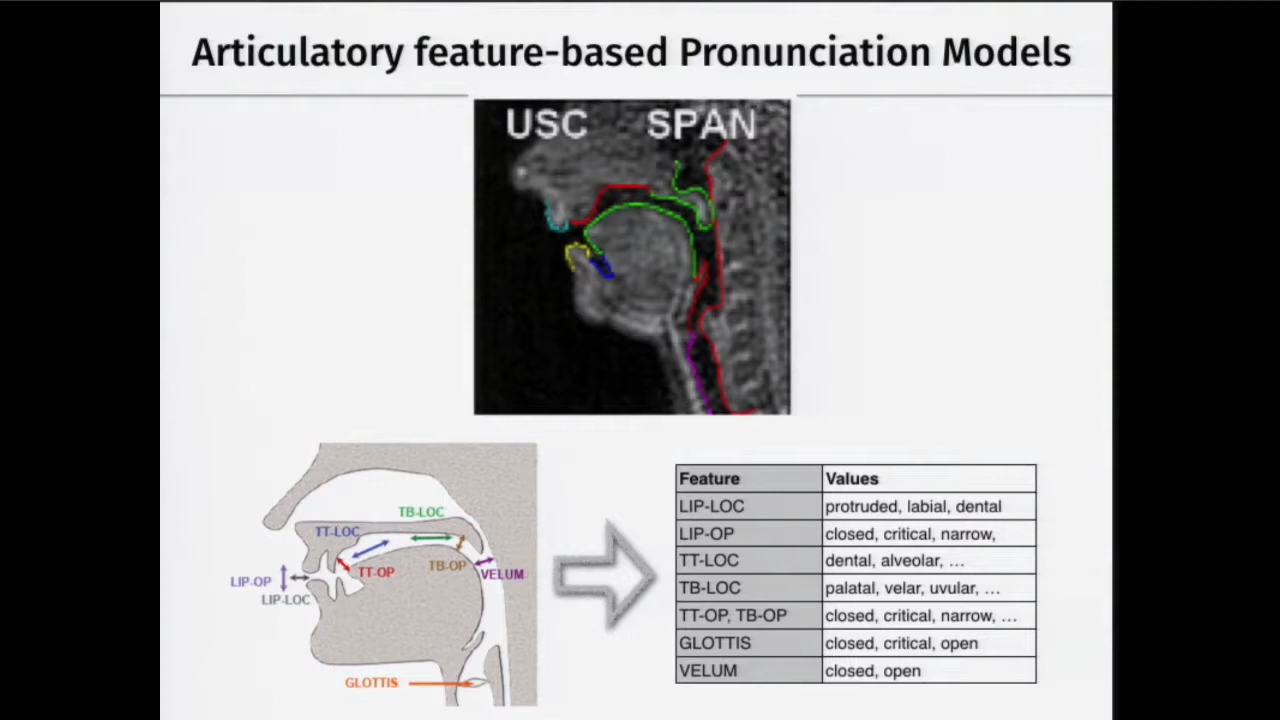 Articulatory feature-based Pronunciation Models
USC SPAN
TB-LOC
TT-LOC
TT-OP
TB-OP
VELUM
LIP-OP
LIP-LOC
GLOTTIS
Feature Values
LIP-LOC protruded, labial, dental
LIP-OP closed, critical, narrow,
TT-LOC dental, alveolar, …
TB-LOC palatal, velar, uvular, …
TT-OP, TB-OP closed, critical, narrow, …
GLOTTIS closed, critical, open
VELUM closed, open